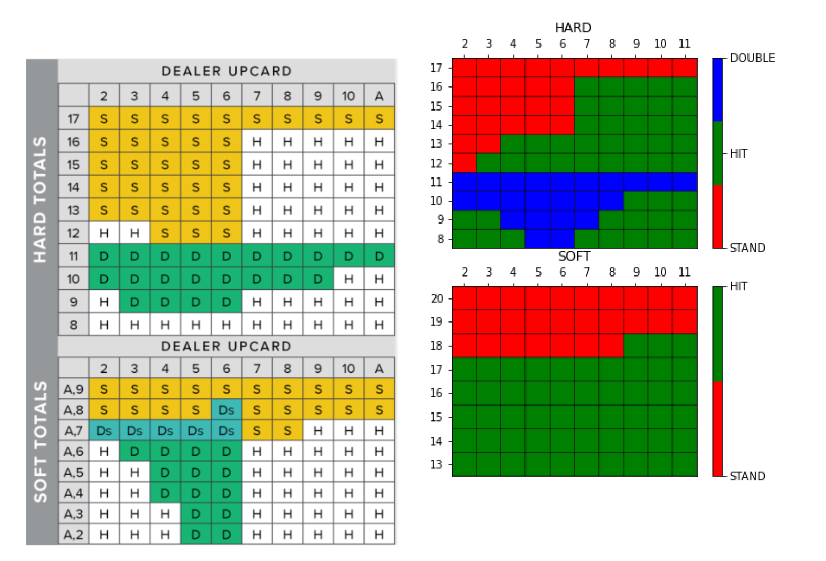 HARD TOTALS
DEALER UPCARD
2 3 4 5 6 7 8 9 10 A
17 S S S S S S S S S S
16 S S S S S H H H H H
15 S S S S S H H H H H
14 S S S S S H H H H H
13 S S S S S H H H H H
12 H H S S S H H H H H
11 D D D D D D D D D D
10 D D D D D D D D H H
9 H D D D D H H H H H
8 H H H H H H H H H H
SOFT TOTALS
DEALER UPCARD
2 3 4 5 6 7 8 9 10 A
A,9 S S S S S S S S S S
A,8 S S S S Ds S S S S S
A,7 Ds Ds Ds Ds Ds S S H H H
A,6 H D D D D H H H H H
A,5 H H D D D H H H H H
A,4 H H D D D H H H H H
A,3 H H H D D H H H H H
A,2 H H H D D H H H H H
HARD
2 3 4 5 6 7 8 9 10 11
17
16
15
14
13
12
11
10
9
8
DOUBLE
HIT
STAND
SOFT
2 3 4 5 6 7 8 9 10 11
20
19
18
17
16
15
14
13
HIT
STAND